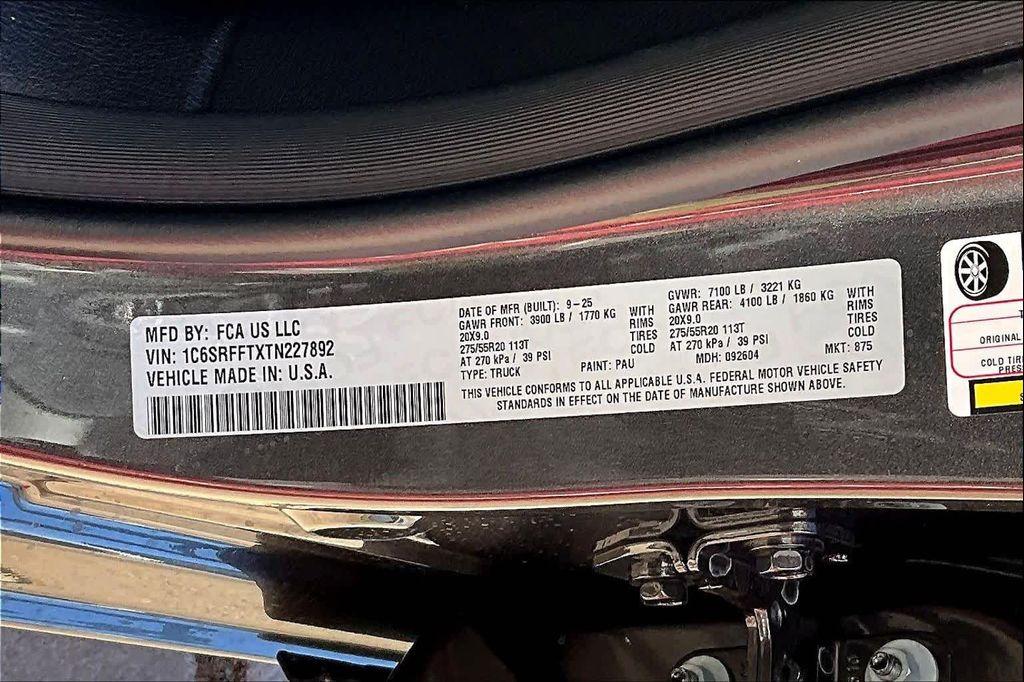 MFD BY: FCA US LLC
VIN: 1C6SRFFTXTN227892
VEHICLE MADE IN: U.S.A.
DATE OF MFR (BUILT): 9-25
GAWR FRONT: 3900 LB / 1770 KG WITH
20X9.0 RIMS
275/55R20 113T TIRES
AT 270 kPa / 39 PSI COLD
TYPE: TRUCK PAINT: PAU
GVWR: 7100 LB / 3221 KG
GAWR REAR: 4100 LB / 1860 KG WITH
20X9.0 RIMS
275/55R20 113T TIRES
AT 270 kPa / 39 PSI COLD
MDH: 092604 MKT: 875
THIS VEHICLE CONFORMS TO ALL APPLICABLE U.S.A. FEDERAL MOTOR VEHICLE SAFETY
STANDARDS IN EFFECT ON THE DATE OF MANUFACTURE SHOWN ABOVE.
ORIGINAL
COLD
PRES